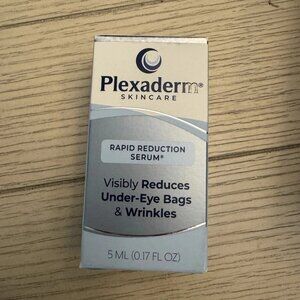 Plexaderm®
SKINCARE
RAPID REDUCTION
SERUM®
Visibly Reduces
Under-Eye Bags
& Wrinkles
5 ML (0.17 FL OZ)